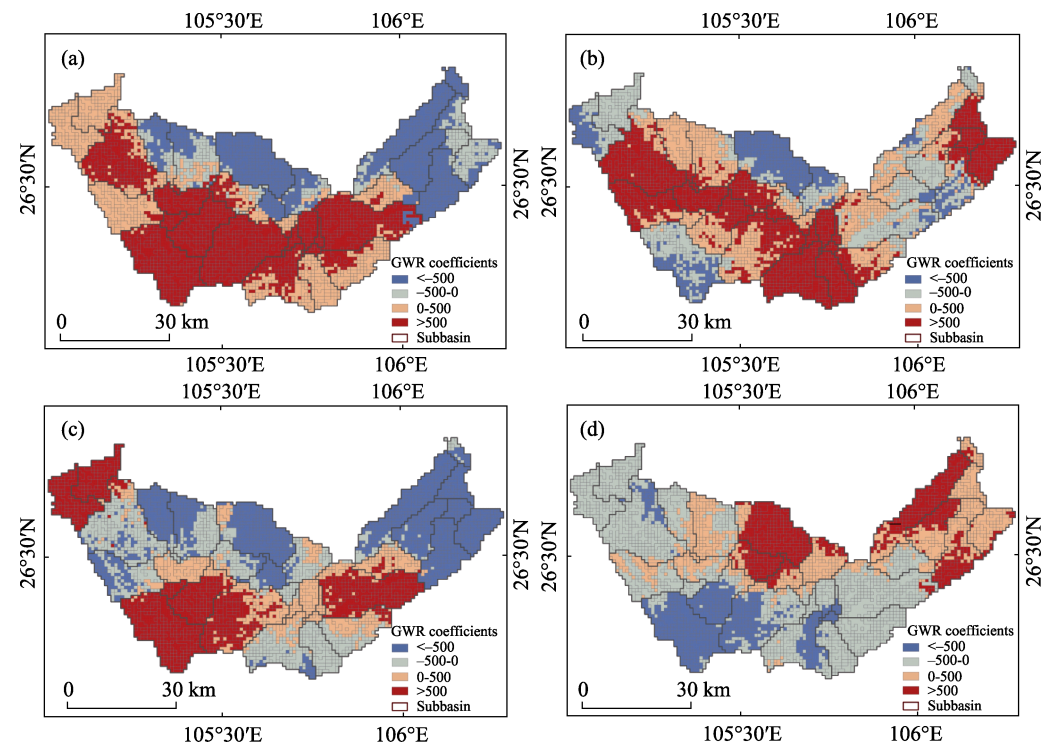 105°30′E 106°E 105°30′E 106°E
(a) (b)
26°30′N 26°30′N 26°30′N
GWR coefficients GWR coefficients
<–500 <–500
–500-0 –500-0
0-500 0-500
0 30 km >500 0 30 km >500
Subbasin Subbasin
105°30′E 106°E 105°30′E 106°E
105°30′E 106°E 105°30′E 106°E
(c) (d)
26°30′N 26°30′N 26°30′N
GWR coefficients GWR coefficients
<–500 <–500
–500-0 –500-0
0-500 0-500
0 30 km >500 0 30 km >500
Subbasin Subbasin
105°30′E 106°E 105°30′E 106°E